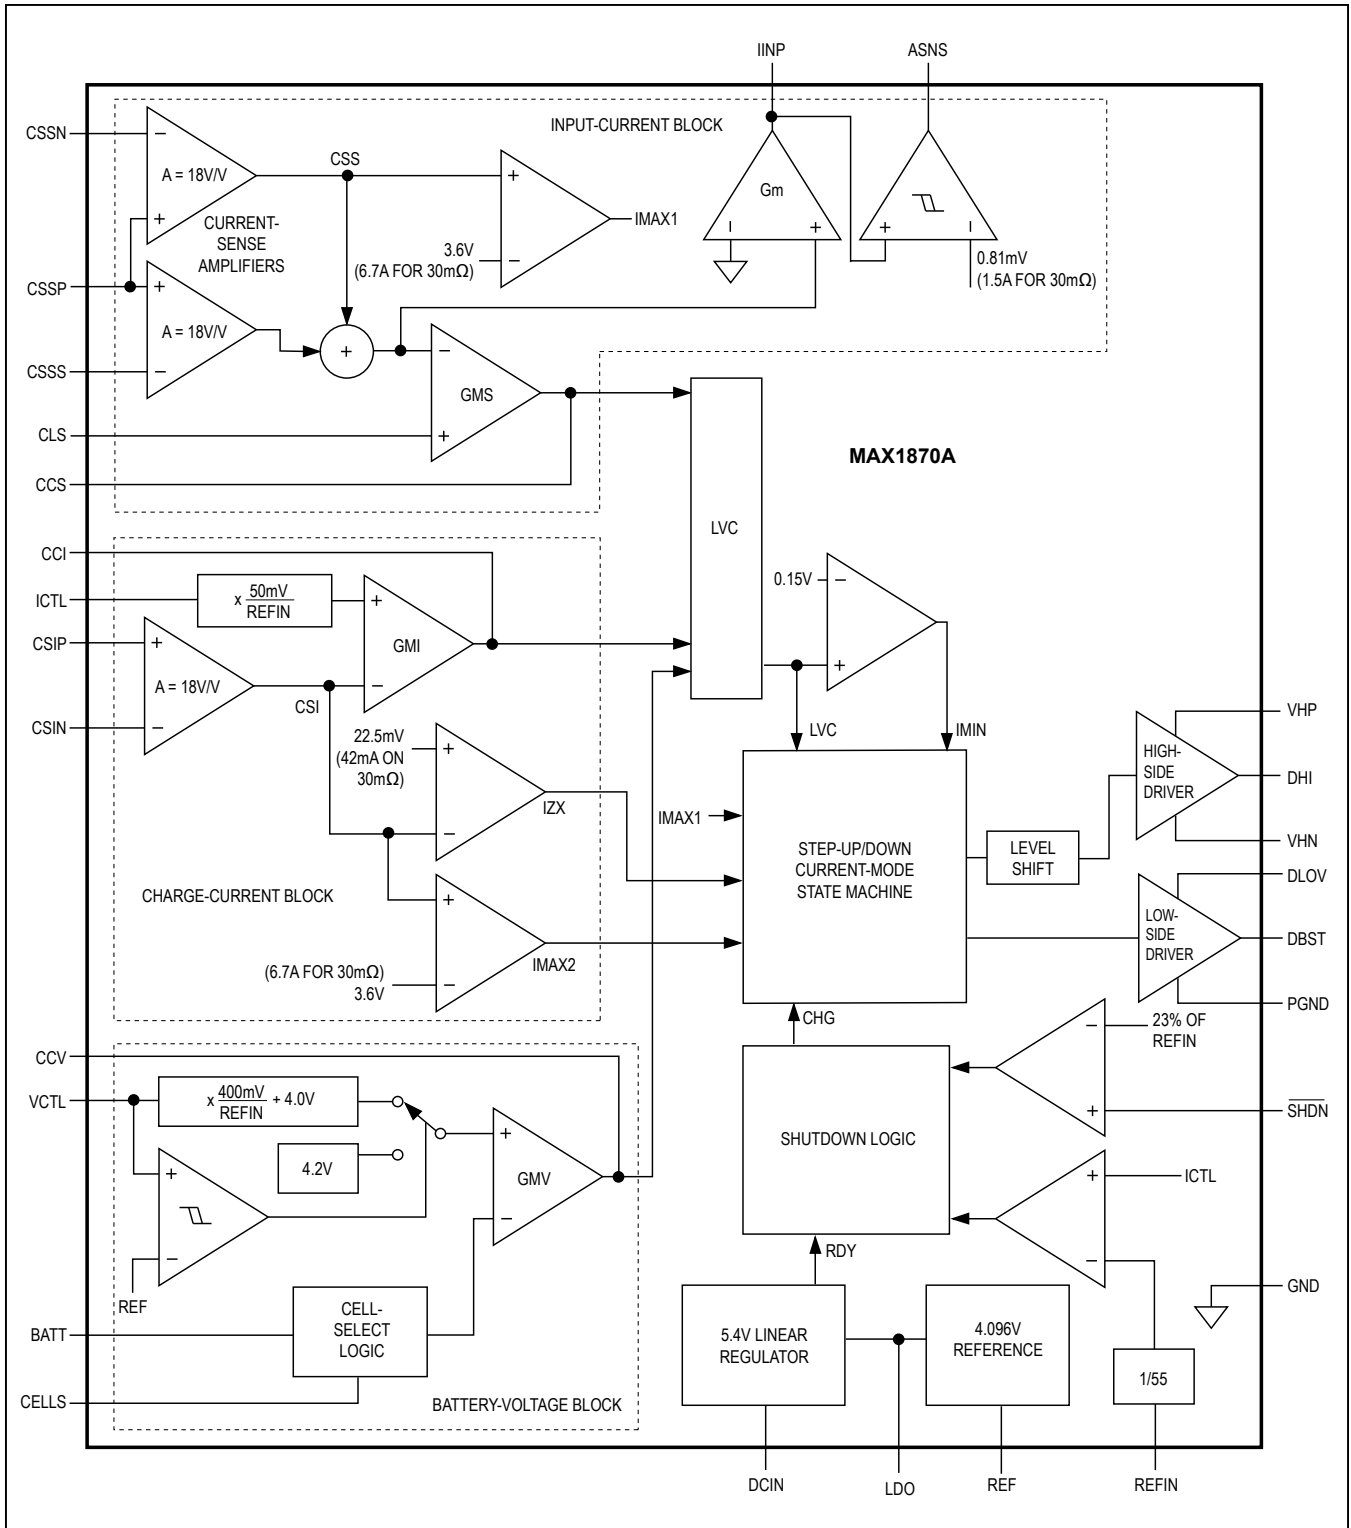 IINP
ASNS
CSSN
INPUT-CURRENT BLOCK
−
A = 18V/V
+
CSS
+
IMAX1
3.6V
(6.7A FOR 30mΩ)
−
Gm
−
+
+
−
0.81mV
(1.5A FOR 30mΩ)
CURRENT-
SENSE
AMPLIFIERS
CSSP
+
A = 18V/V
−
+
CSSS
−
GMS
+
CLS
CCS
MAX1870A
LVC
CCI
ICTL
x 50mV
REFIN
+
GMI
−
CSIP
+
A = 18V/V
−
CSIN
CSI
0.15V
−
+
LVC
IMIN
22.5mV
(42mA ON
30mΩ)
+
−
IZX
IMAX1
STEP-UP/DOWN
CURRENT-MODE
STATE MACHINE
LEVEL
SHIFT
HIGH-
SIDE
DRIVER
VHP
DHI
VHN
DLOV
LOW-
SIDE
DRIVER
DBST
PGND
CHARGE-CURRENT BLOCK
+
(6.7A FOR 30mΩ)
3.6V
−
IMAX2
CHG
−
23% OF
REFIN
+
SHDN
SHUTDOWN LOGIC
CCV
VCTL
x 400mV
REFIN
+ 4.0V
4.2V
+
GMV
−
+
−
REF
+
ICTL
−
RDY
GND
BATT
CELL-
SELECT
LOGIC
CELLS
BATTERY-VOLTAGE BLOCK
5.4V LINEAR
REGULATOR
4.096V
REFERENCE
1/55
DCIN
LDO
REF
REFIN